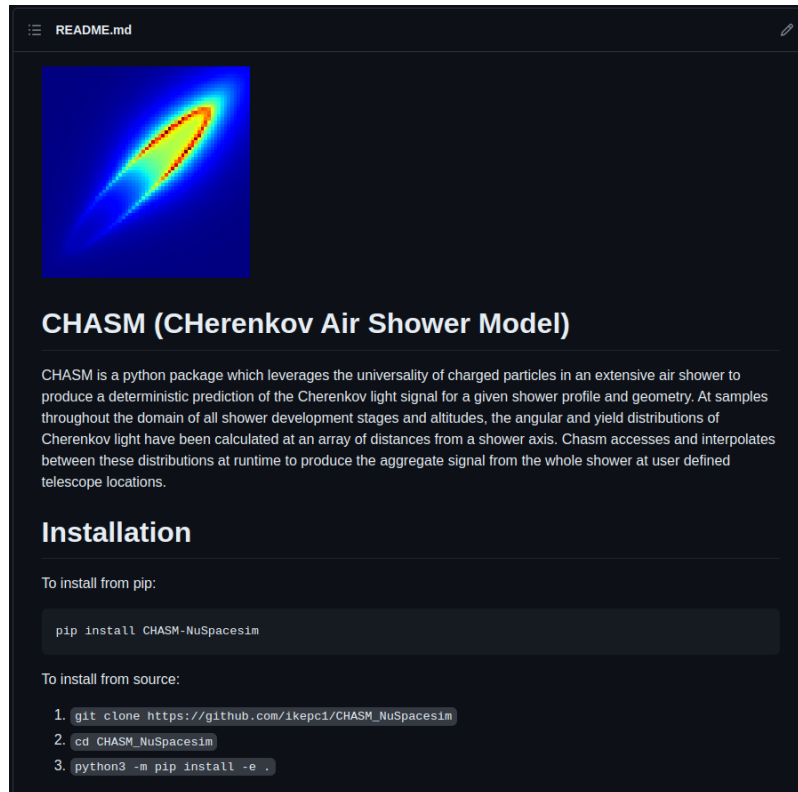 README.md
CHASM (CHerenkov Air Shower Model)
CHASM is a python package which leverages the universality of charged particles in an extensive air shower to
produce a deterministic prediction of the Cherenkov light signal for a given shower profile and geometry. At samples
throughout the domain of all shower development stages and altitudes, the angular and yield distributions of
Cherenkov light have been calculated at an array of distances from a shower axis. Chasm accesses and interpolates
between these distributions at runtime to produce the aggregate signal from the whole shower at user defined
telescope locations.
Installation
To install from pip:
pip install CHASM-NuSpacesim
To install from source:
1. git clone https://github.com/ikepc1/CHASM_NuSpacesim
2. cd CHASM_NuSpacesim
3. python3 -m pip install -e .